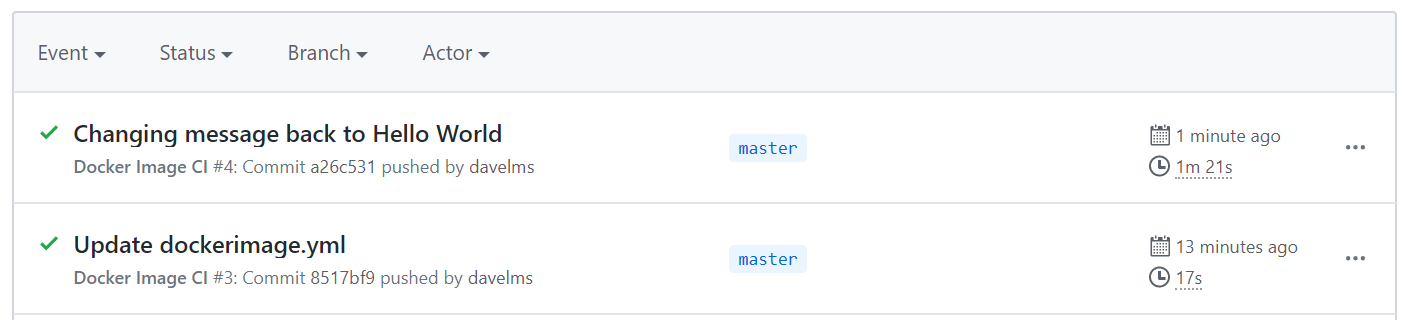 Event Status Branch Actor
Changing message back to Hello World
Docker Image CI #4: Commit a26c531 pushed by davelms
master
1 minute ago
1m 21s
Update dockerimage.yml
Docker Image CI #3: Commit 8517bf9 pushed by davelms
master
13 minutes ago
17s